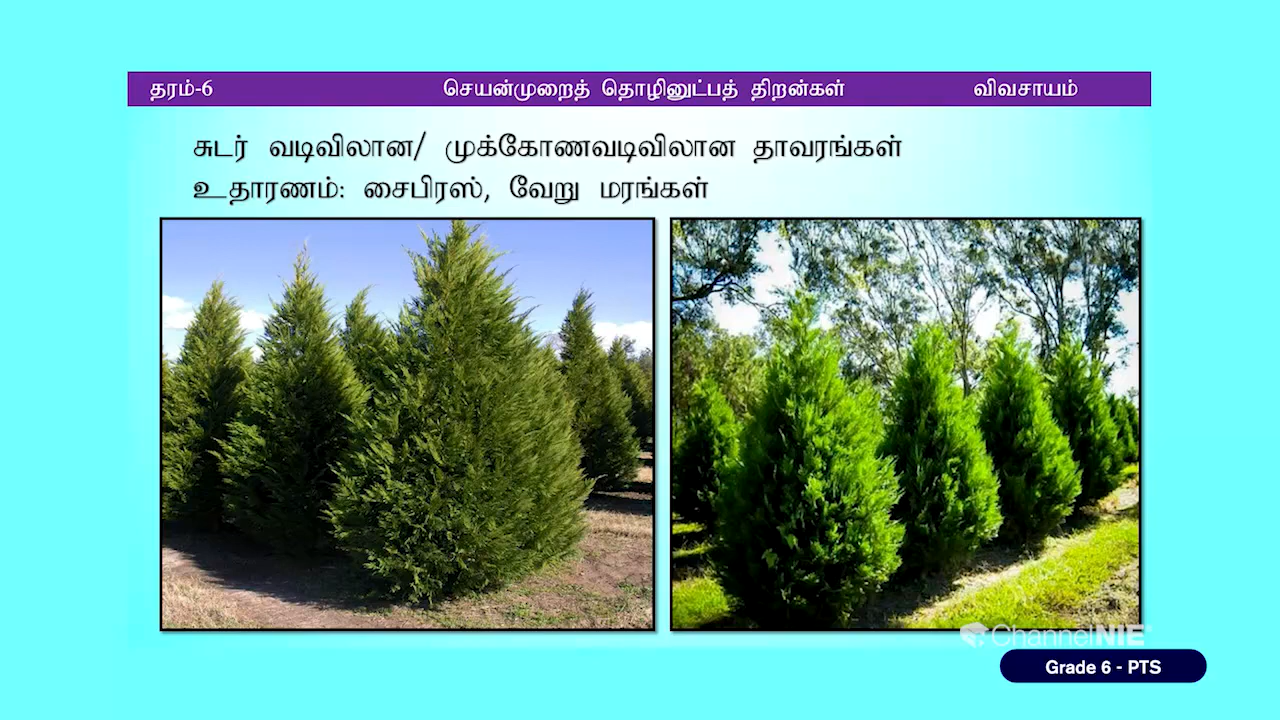 தரம்-6 செயன்முறைத் தொழினுட்பத் திறன்கள் விவசாயம்
சுடர் வடிவிலான/ முக்கோணவடிவிலான தாவரங்கள்
உதாரணம்: சைபிரஸ், வேறு மரங்கள்
ChannelNIE
Grade 6 - PTS